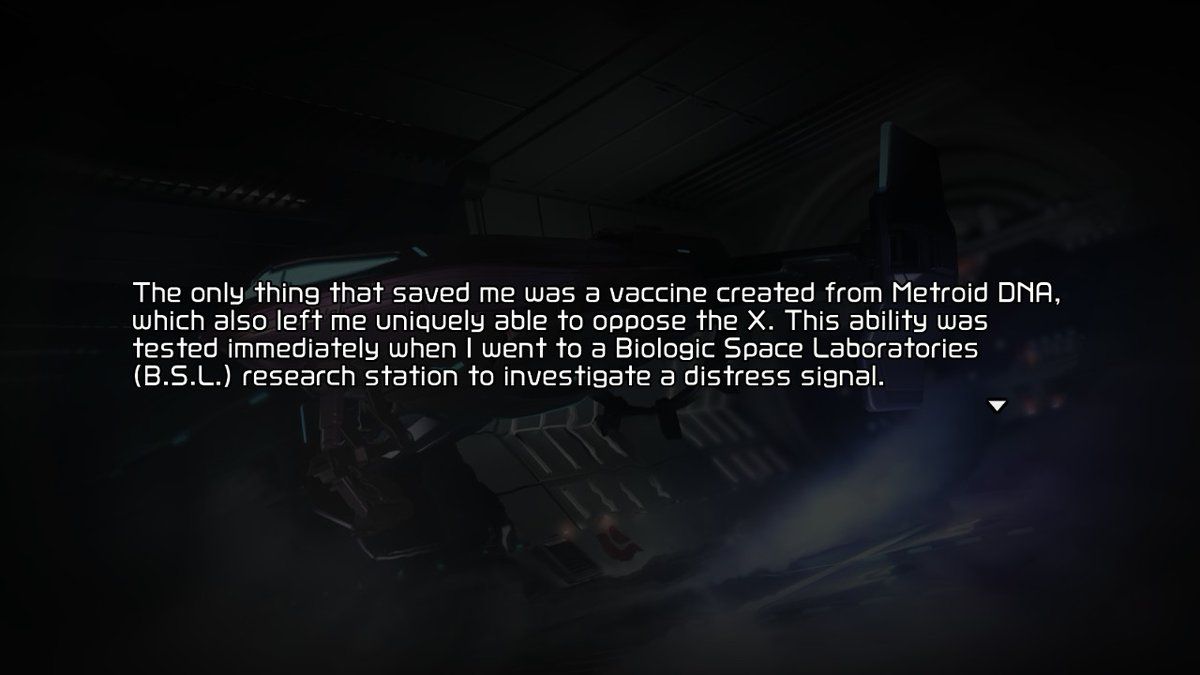 The only thing that saved me was a vaccine created from Metroid DNA,
which also left me uniquely able to oppose the X. This ability was
tested immediately when I went to a Biologic Space Laboratories
(B.S.L.) research station to investigate a distress signal.